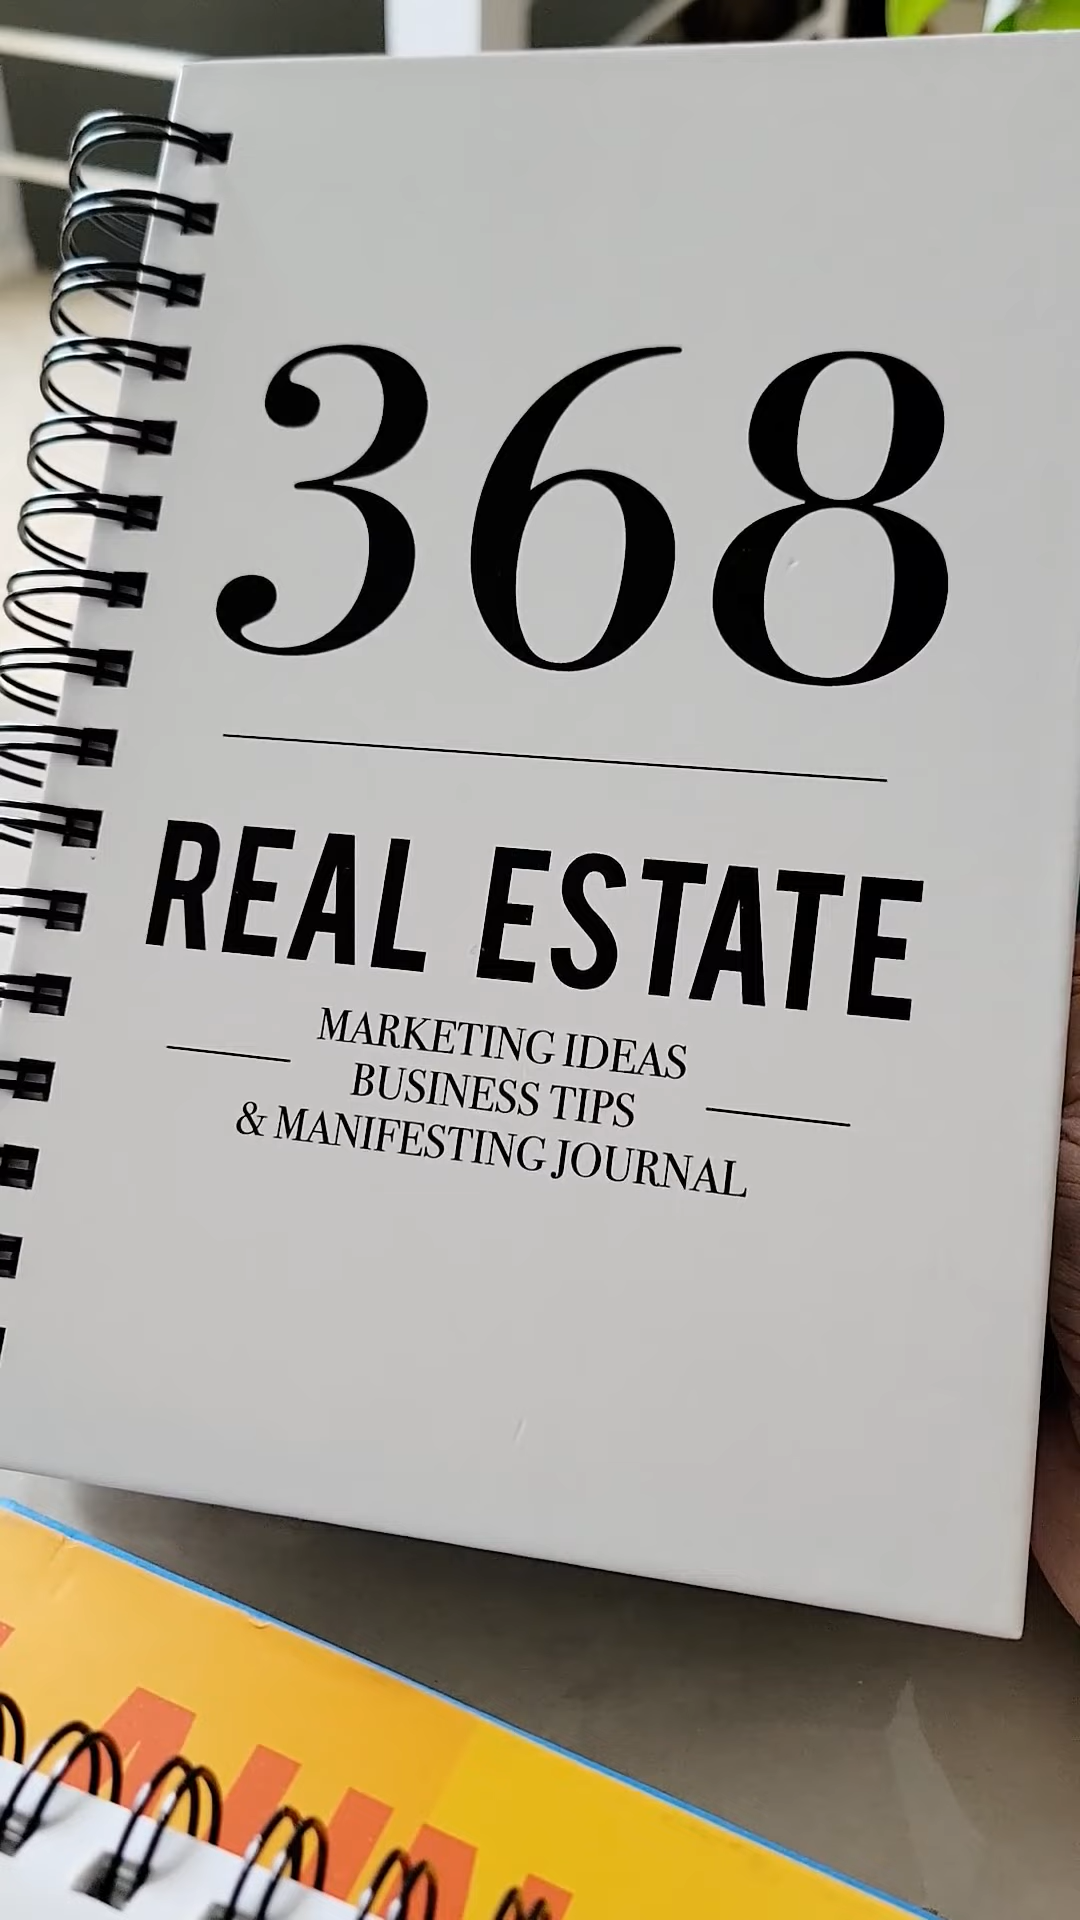 368
REAL ESTATE
MARKETING IDEAS
BUSINESS TIPS
& MANIFESTING JOURNAL